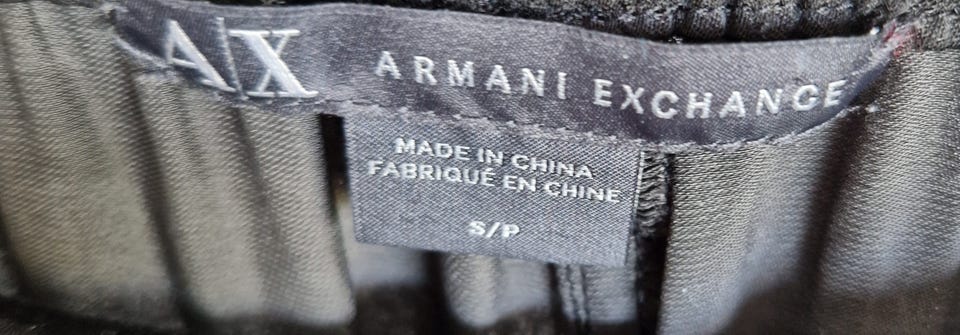 A/X ARMANI EXCHANGE
MADE IN CHINA
FABRIQUÉ EN CHINE
S/P